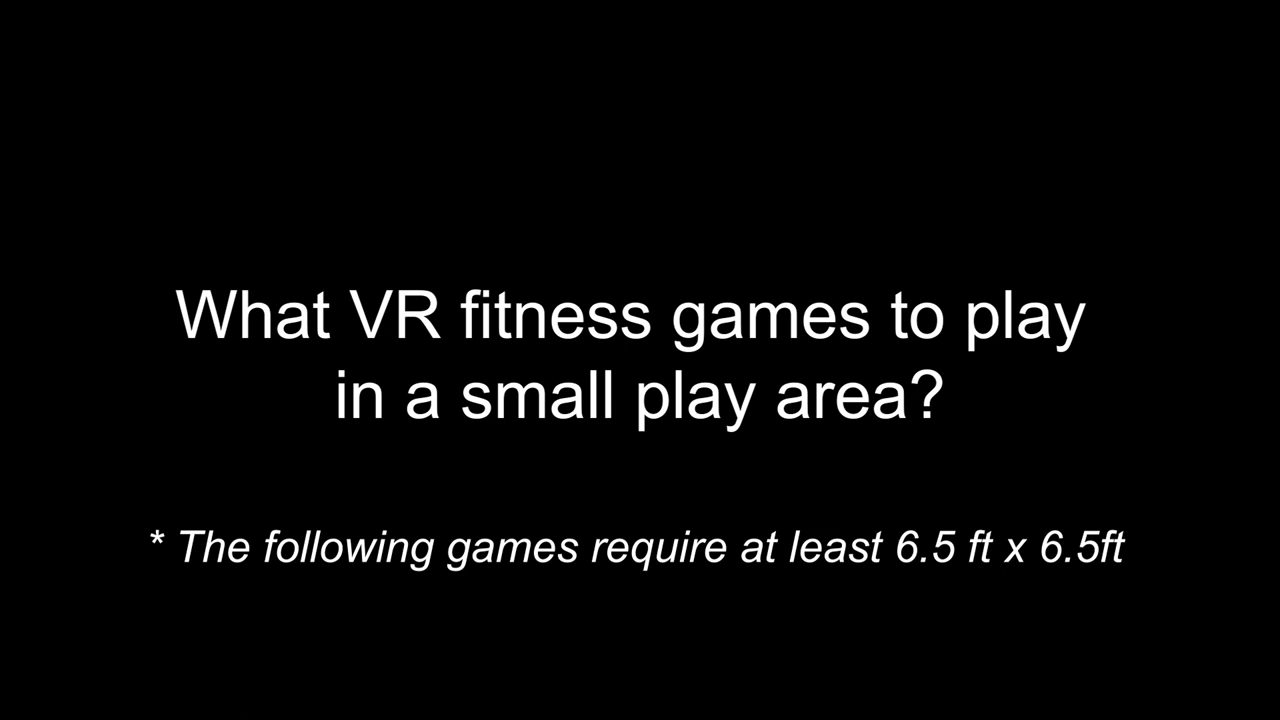 What VR fitness games to play
in a small play area?
* The following games require at least 6.5 ft x 6.5ft